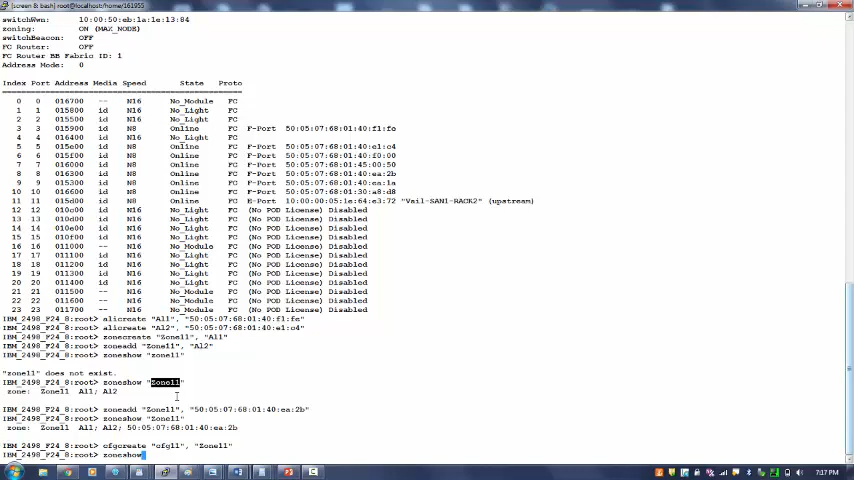 [screen & bash] root@localhost/home/161955
switchWwn: 10:00:50:eb:1a:1e:13:84
zoning: ON (MAX_NODE)
switchBeacon: OFF
FC Router: OFF
FC Router BB Fabric ID: 1
Address Mode: 0
Index Port Address Media Speed State Proto
0 0 016700 -- N16 No_Module FC
1 1 015800 id N16 No_Light FC
2 2 015500 id N16 No_Light FC
3 3 015900 id N8 Online FC F-Port 50:05:07:68:01:40:f1:fe
4 4 016400 id N16 No_Light FC
5 5 015e00 id N8 Online FC F-Port 50:05:07:68:01:40:e1:c4
6 6 015f00 id N8 Online FC F-Port 50:05:07:68:01:40:f0:00
7 7 016000 id N8 Online FC F-Port 50:05:07:68:01:45:00:50
8 8 016300 id N8 Online FC F-Port 50:05:07:68:01:40:ea:2b
9 9 016500 id N8 Online FC F-Port 50:05:07:68:01:40:ea:1a
10 10 016600 id N8 Online FC F-Port 50:05:07:68:01:30:a8:d8
11 11 015d00 id N8 Online FC E-Port 10:00:00:05:1e:64:e3:72 "Vail-SAN1-RACK2" (upstream)
12 12 010c00 id N16 No_Light FC (No POD License) Disabled
13 13 010d00 id N16 No_Light FC (No POD License) Disabled
14 14 010e00 id N16 No_Light FC (No POD License) Disabled
15 15 010f00 id N16 No_Light FC (No POD License) Disabled
16 16 011000 -- N16 No_Module FC (No POD License) Disabled
17 17 011100 id N16 No_Light FC (No POD License) Disabled
18 18 011200 id N16 No_Light FC (No POD License) Disabled
19 19 011300 id N16 No_Light FC (No POD License) Disabled
20 20 011400 id N16 No_Light FC (No POD License) Disabled
21 21 011500 -- N16 No_Module FC (No POD License) Disabled
22 22 011600 -- N16 No_Module FC (No POD License) Disabled
23 23 011700 -- N16 No_Module FC (No POD License) Disabled
IBM_2498_F24_8:root> alicreate "Al1", "50:05:07:68:01:40:f1:fe"
IBM_2498_F24_8:root> alicreate "Al2", "50:05:07:68:01:40:e1:c4"
IBM_2498_F24_8:root> zonecreate "Zone11", "Al1"
IBM_2498_F24_8:root> zoneadd "Zone11", "Al2"
IBM_2498_F24_8:root> zoneshow "zone11"
"zone11" does not exist.
IBM_2498_F24_8:root> zoneshow "Zone11"
zone: Zone11 Al1; Al2
IBM_2498_F24_8:root> zoneadd "Zone11", "50:05:07:68:01:40:ea:2b"
IBM_2498_F24_8:root> zoneshow "Zone11"
zone: Zone11 Al1; Al2; 50:05:07:68:01:40:ea:2b
IBM_2498_F24_8:root> cfgcreate "cfg11", "Zone11"
IBM_2498_F24_8:root> zoneshow
7:17 PM